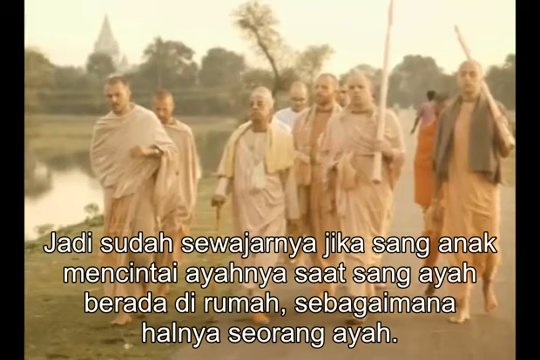 Jadi sudah sewajarnya jika sang anak
mencintai ayahnya saat sang ayah
berada di rumah, sebagaimana
halnya seorang ayah.